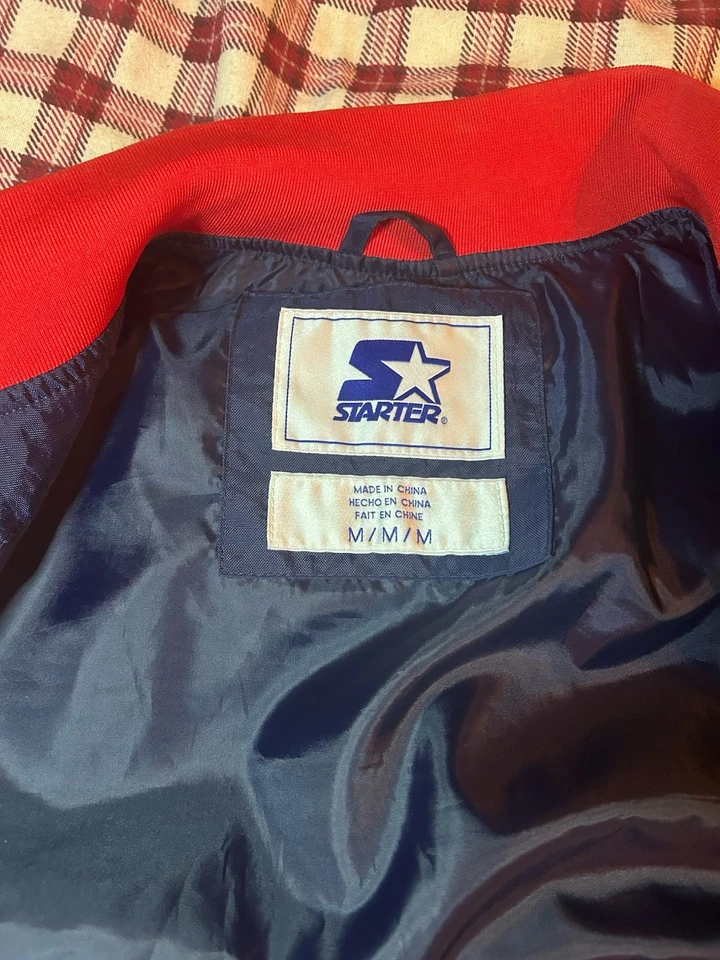 STARTER®
MADE IN CHINA
HECHO EN CHINA
FAIT EN CHINE
M/M/M